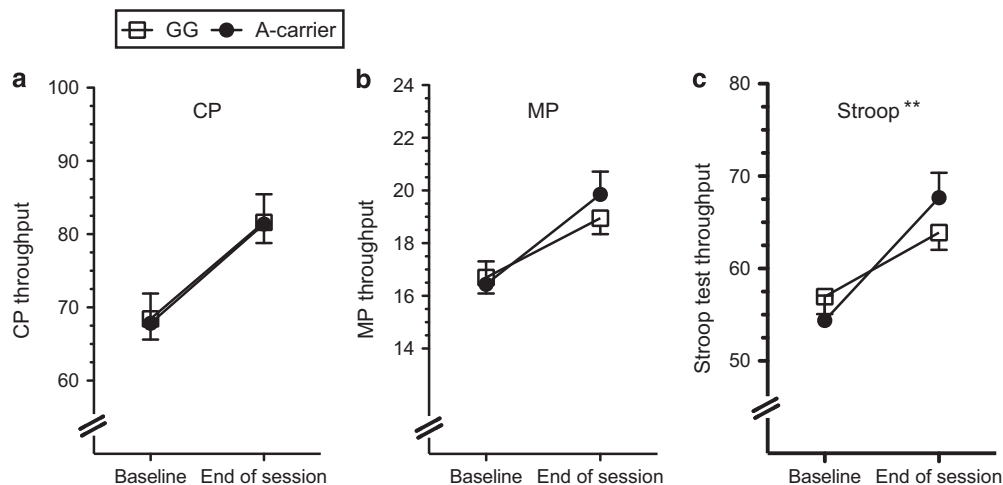 GG A-carrier
a
CP
CP throughput
100
90
80
70
60
Baseline End of session
b
MP
MP throughput
24
22
20
18
16
14
Baseline End of session
c
Stroop **
Stroop test throughput
80
70
60
50
Baseline End of session